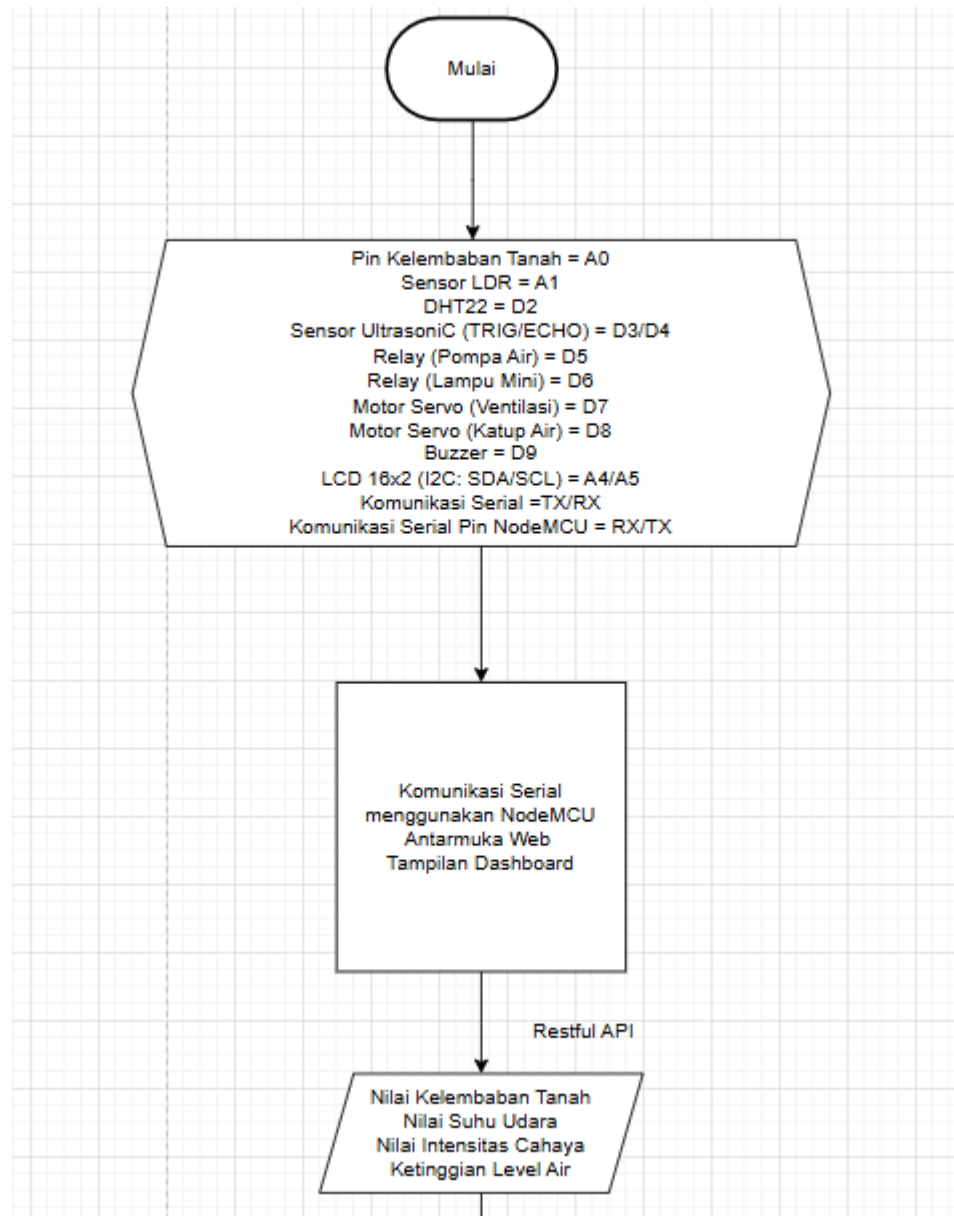 Mulai
Pin Kelembaban Tanah = A0
Sensor LDR = A1
DHT22 = D2
Sensor UltrasoniC (TRIG/ECHO) = D3/D4
Relay (Pompa Air) = D5
Relay (Lampu Mini) = D6
Motor Servo (Ventilasi) = D7
Motor Servo (Katup Air) = D8
Buzzer = D9
LCD 16x2 (I2C: SDA/SCL) = A4/A5
Komunikasi Serial =TX/RX
Komunikasi Serial Pin NodeMCU = RX/TX
Komunikasi Serial
menggunakan NodeMCU
Antarmuka Web
Tampilan Dashboard
Restful API
Nilai Kelembaban Tanah
Nilai Suhu Udara
Nilai Intensitas Cahaya
Ketinggian Level Air